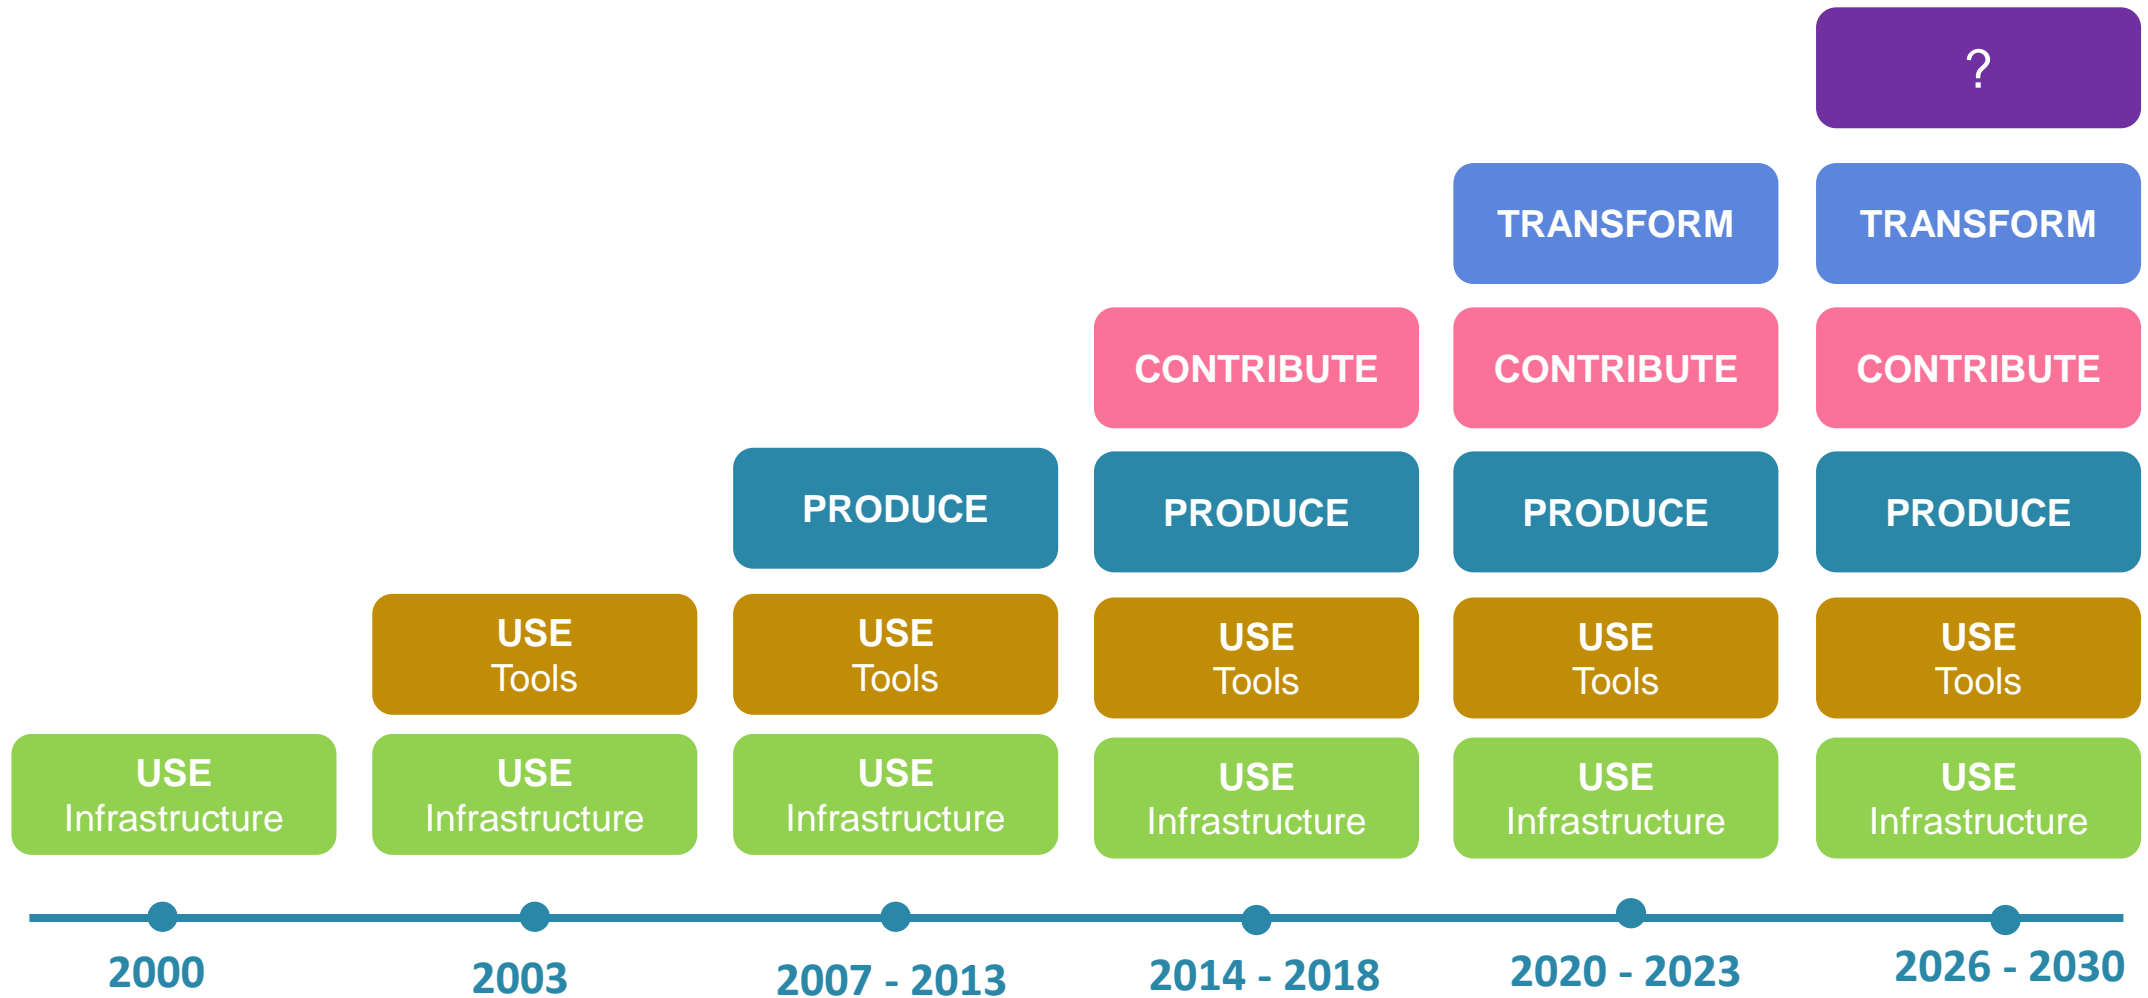 ?
TRANSFORM
TRANSFORM
CONTRIBUTE
CONTRIBUTE
CONTRIBUTE
PRODUCE
PRODUCE
PRODUCE
PRODUCE
USE
Tools
USE
Tools
USE
Tools
USE
Tools
USE
Tools
USE
Infrastructure
USE
Infrastructure
USE
Infrastructure
USE
Infrastructure
USE
Infrastructure
USE
Infrastructure
2000
2003
2007 - 2013
2014 - 2018
2020 - 2023
2026 - 2030